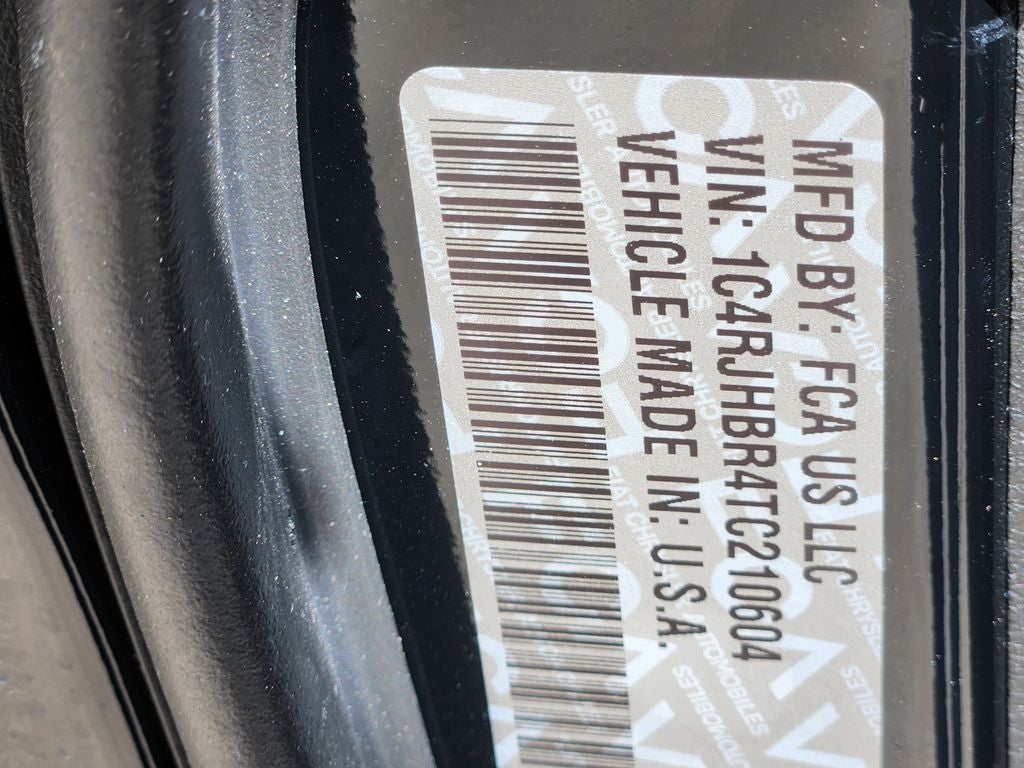 MFD BY: FCA US LLC
VIN: 1C4RJHBR4TC210604
VEHICLE MADE IN: U.S.A.